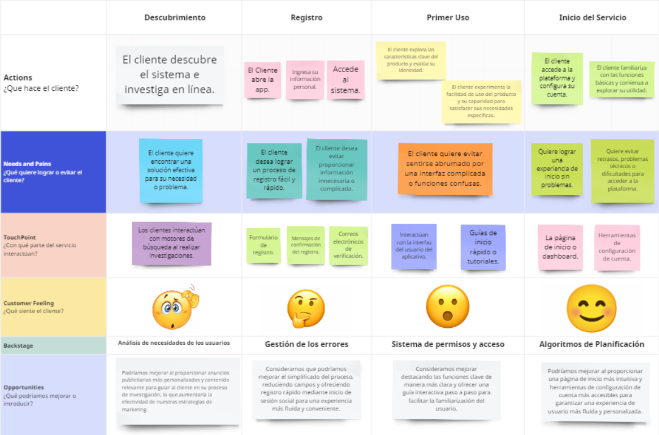 Descubrimiento
Registro
Primer Uso
Inicio del Servicio
Actions
¿Que hace el cliente?
El cliente descubre
el sistema e
investiga en línea.
El Cliente
abre la
app.
Ingresa su
información
personal.
Accede
al
sistema.
El cliente explora las
características clave del
producto y evalúa su
idoneidad.
El cliente experimenta la
facilidad de uso del producto
y su capacidad para
satisfacer sus necesidades
específicas.
El cliente
accede a la
plataforma y
configura su
cuenta.
El cliente familiariza
con las funciones
básicas y comienza a
explorar su utilidad.
Needs and Pains
¿Qué quiere lograr o evitar el
cliente?
El cliente quiere
encontrar una
solución efectiva
para su necesidad
o problema.
El cliente
desea lograr
un proceso de
registro fácil y
rápido.
El cliente desea
evitar
proporcionar
información
innecesaria o
complicada.
El cliente quiere evitar
sentirse abrumado por
una interfaz complicada
o funciones confusas.
Quiere lograr
una
experiencia de
inicio sin
problemas.
Quiere evitar
retrasos, problemas
técnicos o
dificultades para
acceder a la
plataforma.
TouchPoint
¿Con qué parte del servicio
interactúan?
Los clientes interactúan
con motores de
búsqueda al realizar
investigaciones.
Formulario
de
registro.
Mensajes de
confirmación
del registro.
Correos
electrónicos
de
verificación.
Interactúan
con la interfaz
del usuario del
aplicativo.
Guías de
inicio
rápido o
tutoriales.
La página
de inicio o
dashboard.
Herramientas
de
configuración
de cuenta.
Customer Feeling
¿Qué siente el cliente?
Backstage
Análisis de necesidades de los usuarios
Gestión de los errores
Sistema de permisos y acceso
Algoritmos de Planificación
Opportunities
¿Qué podríamos mejorar o
introducir?
Podríamos mejorar al proporcionar anuncios
publicitarios más personalizados y contenido
relevante para guiar al cliente en su proceso de
investigación, lo que aumentaría la
efectividad de nuestras estrategias de
marketing.
Consideramos que podríamos
mejorar el simplificado del proceso,
reduciendo campos y ofreciendo
registro rápido mediante inicio de
sesión social para una experiencia
más fluida y conveniente.
Consideramos mejorar
destacando las funciones clave de
manera más clara y ofrecer una
guía interactiva paso a paso para
facilitar la familiarización del
usuario.
Podríamos mejorar al proporcionar
una página de inicio más intuitiva y
herramientas de configuración de
cuenta más accesibles para
garantizar una experiencia de
usuario más fluida y personalizada.